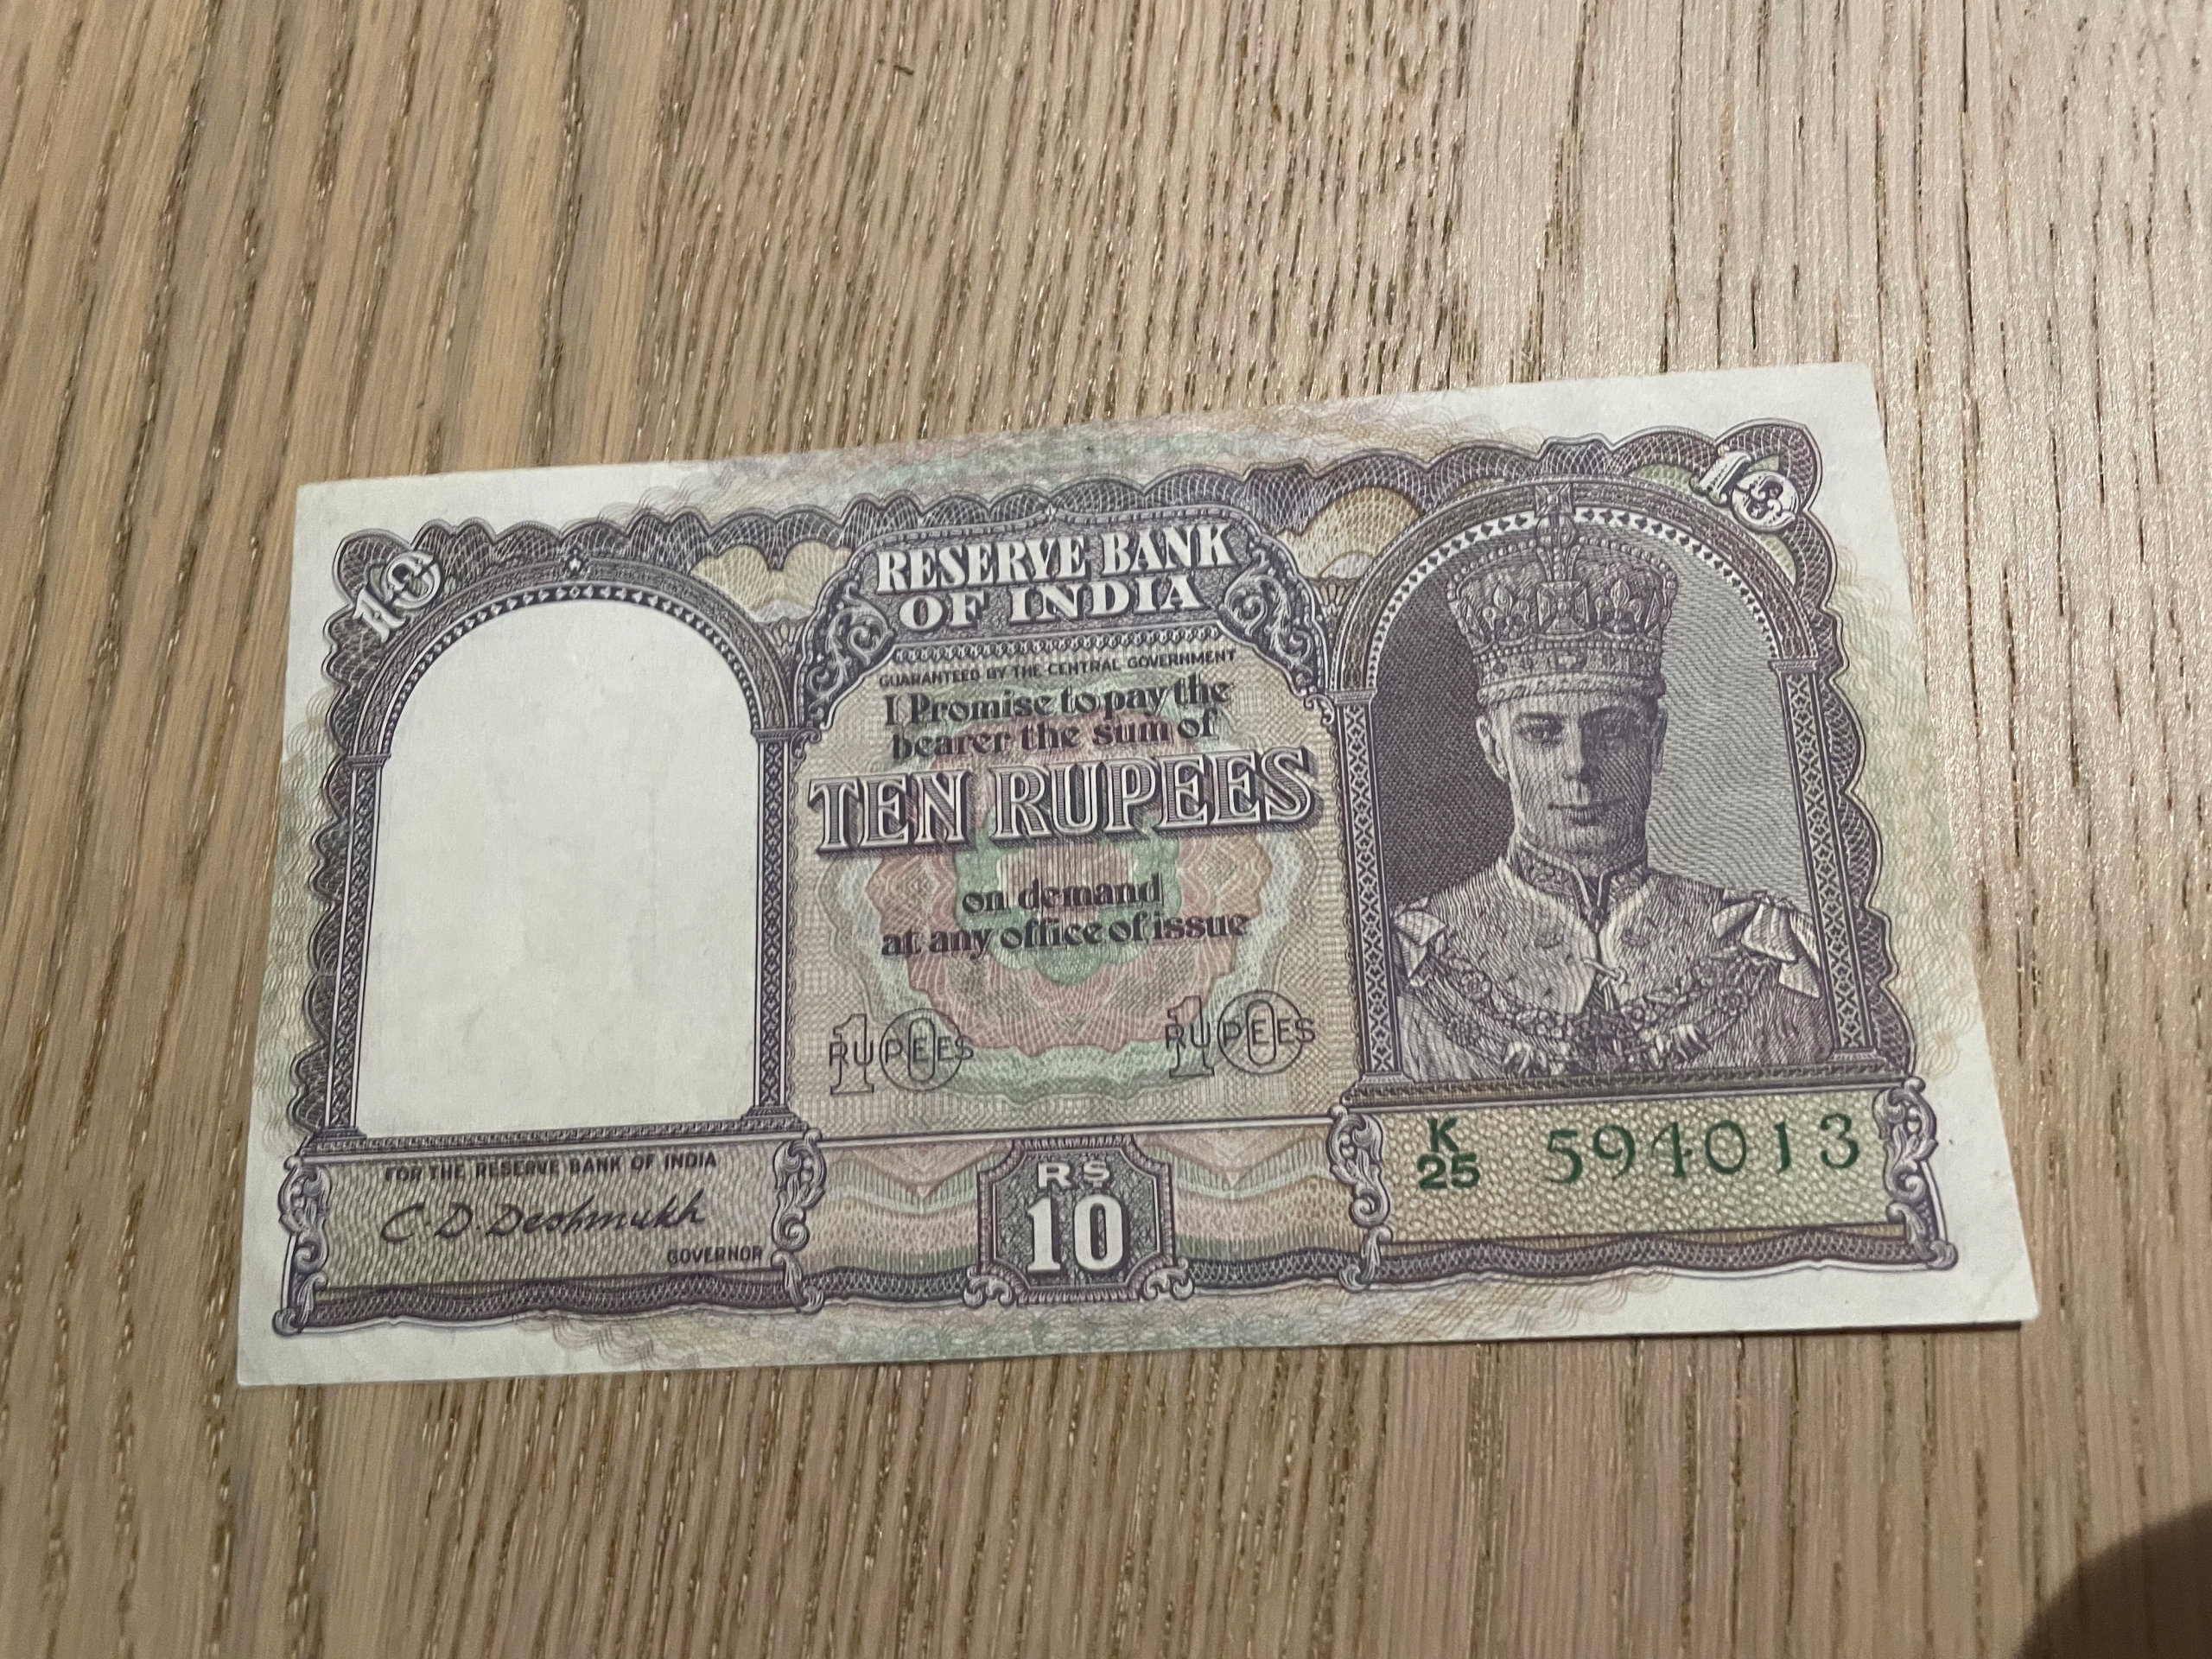 10
10
RESERVE BANK
OF INDIA
GUARANTEED BY THE CENTRAL GOVERNMENT
I Promise to pay the
bearer the sum of
TEN RUPEES
on demand
at any office of issue
10 RUPEES
10 RUPEES
FOR THE RESERVE BANK OF INDIA
C. D. Deshmukh
GOVERNOR
RS
10
K
25
594013